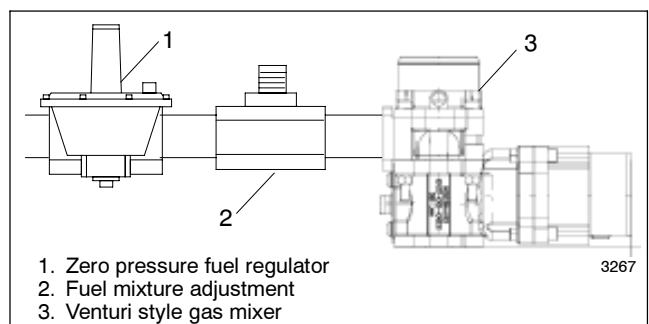 1
3
2
3267
1. Zero pressure fuel regulator
2. Fuel mixture adjustment
3. Venturi style gas mixer